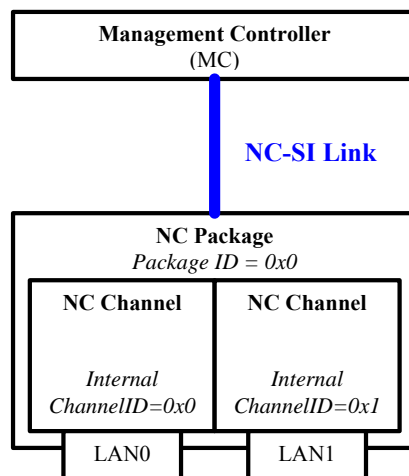 Management Controller
(MC)
NC-SI Link
NC Package
Package ID = 0x0
NC Channel
NC Channel
Internal
ChannelID=0x0
Internal
ChannelID=0x1
LAN0
LAN1